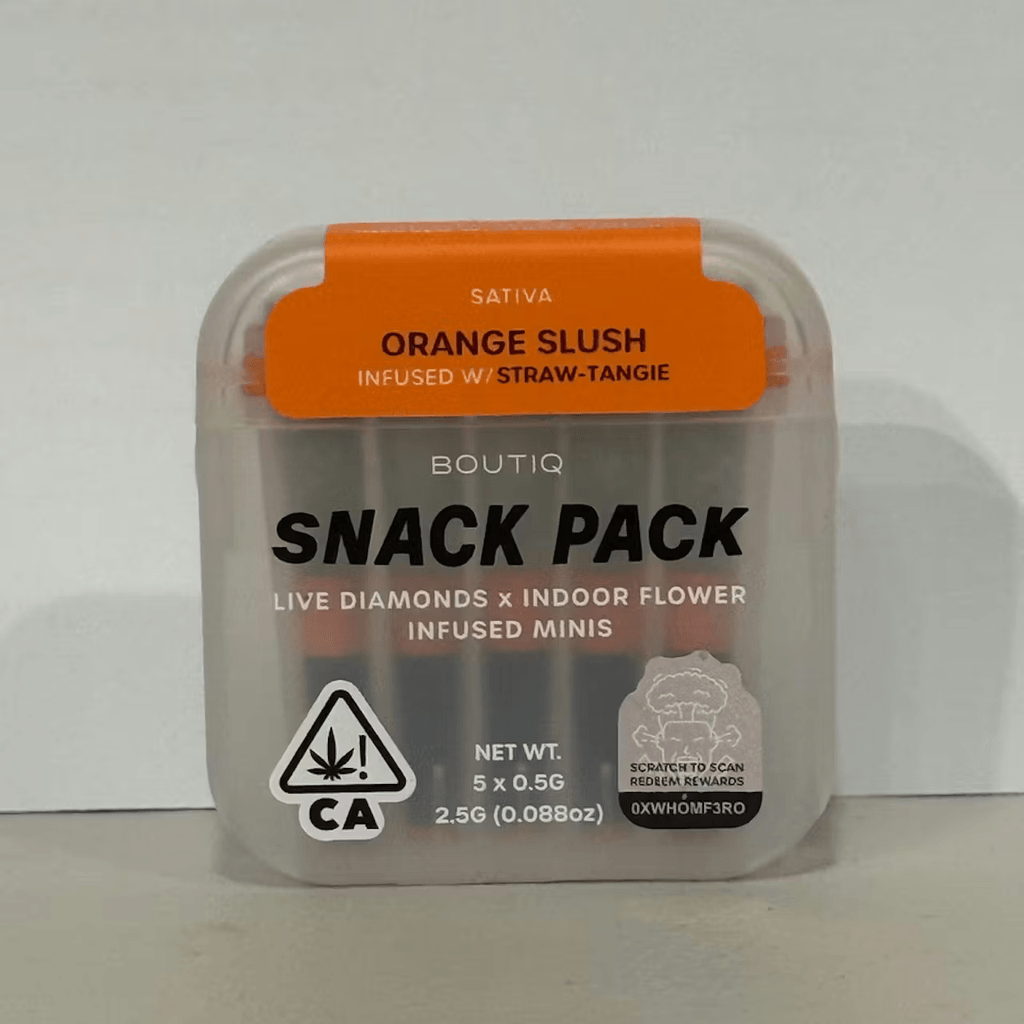 SATIVA
ORANGE SLUSH
INFUSED W/ STRAW-TANGIE
BOUTIQ
SNACK PACK
LIVE DIAMONDS x INDOOR FLOWER
INFUSED MINIS
!
CA
NET WT.
5 x 0.5G
2.5G (0.088oz)
SCRATCH TO SCAN
REDEEM REWARDS
0XWHOMF3RO